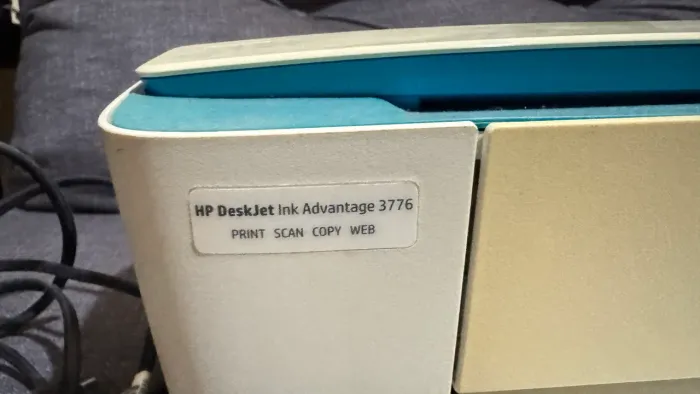 HP DeskJet Ink Advantage 3776
PRINT SCAN COPY WEB